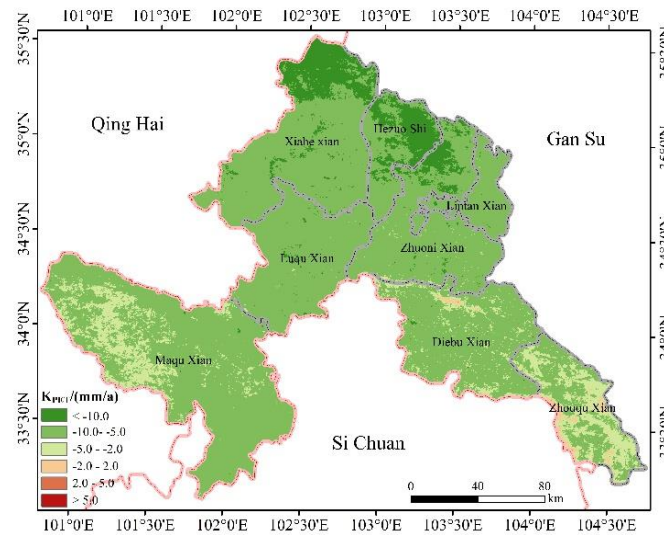 101°0'E 101°30'E 102°0'E 102°30'E 103°0'E 103°30'E 104°0'E 104°30'E
35°30'N
35°0'N
34°30'N
34°0'N
33°30'N
Qing Hai
Gan Su
Si Chuan
Xiahe xian
Hezuo Shi
Lintan Xian
Zhuoni Xian
Luqu Xian
Maqu Xian
Diebu Xian
Zhouqu Xian
KPICI/(mm/a)
< -10.0
-10.0- -5.0
-5.0 - -2.0
-2.0 - 2.0
2.0 - 5.0
> 5.0
0 40 80
km
101°0'E 101°30'E 102°0'E 102°30'E 103°0'E 103°30'E 104°0'E 104°30'E